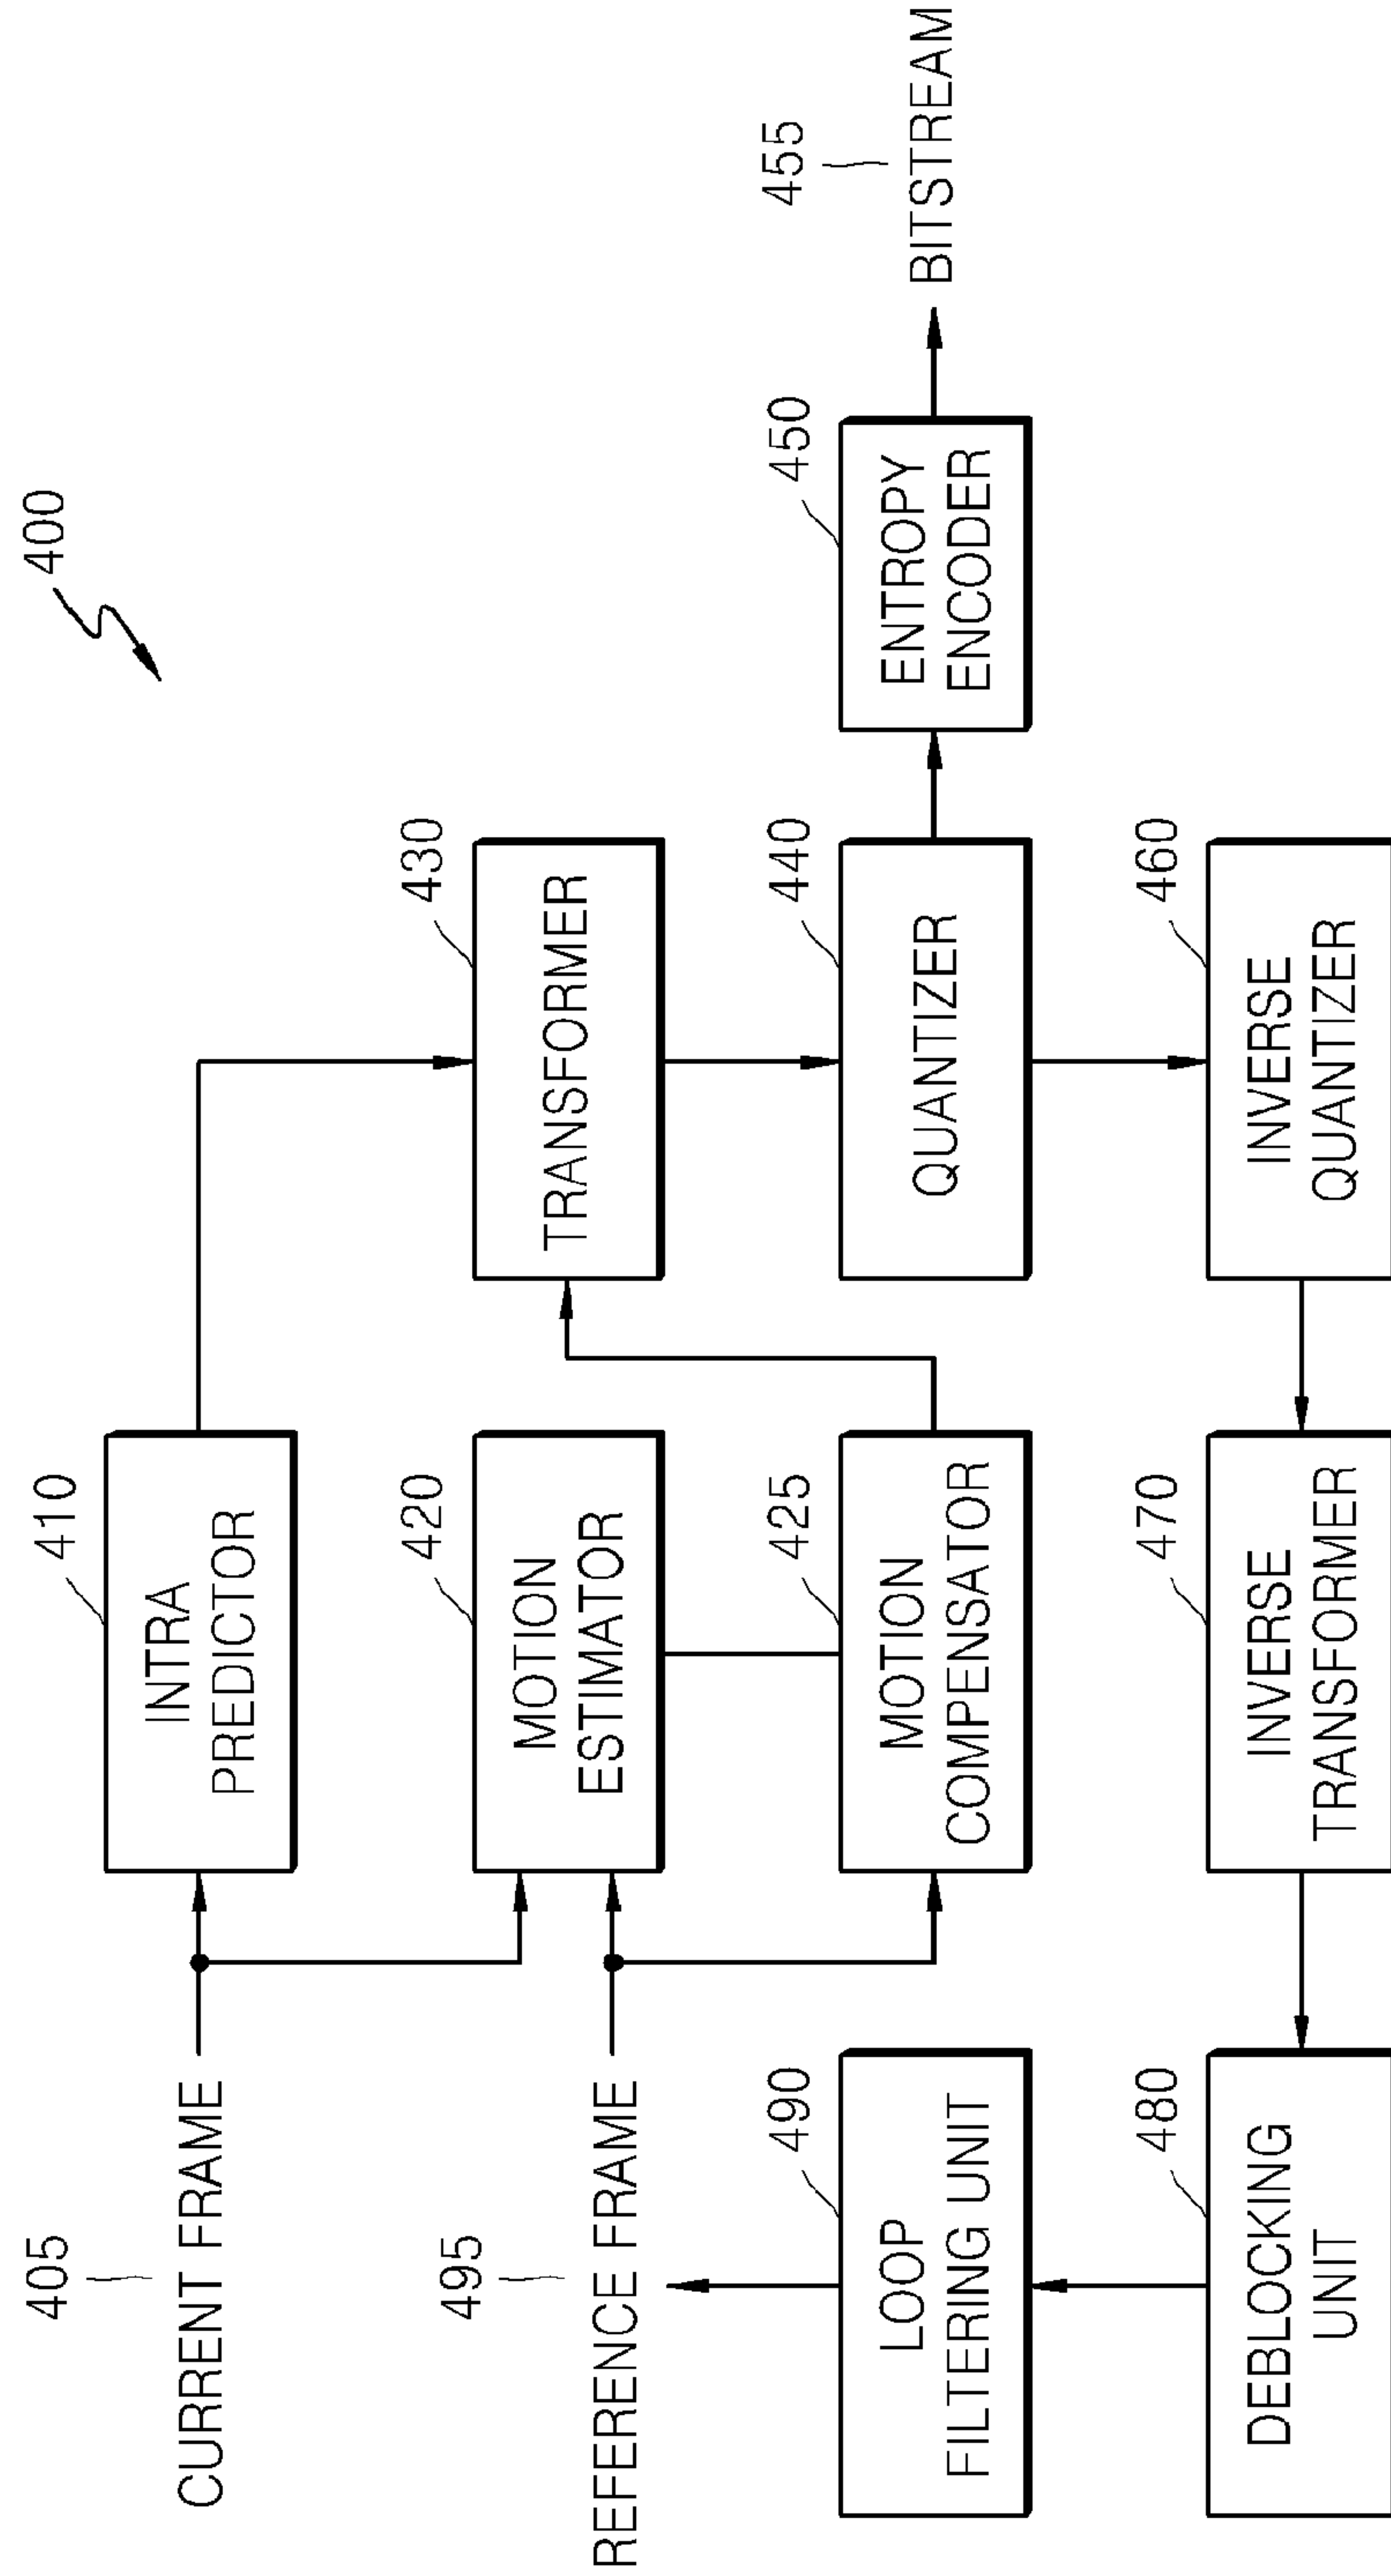 400
405
CURRENT FRAME
410
INTRA
PREDICTOR
495
REFERENCE FRAME
420
MOTION
ESTIMATOR
430
TRANSFORMER
490
LOOP
FILTERING UNIT
425
MOTION
COMPENSATOR
440
QUANTIZER
450
ENTROPY
ENCODER
455
BITSTREAM
480
DEBLOCKING
UNIT
470
INVERSE
TRANSFORMER
460
INVERSE
QUANTIZER